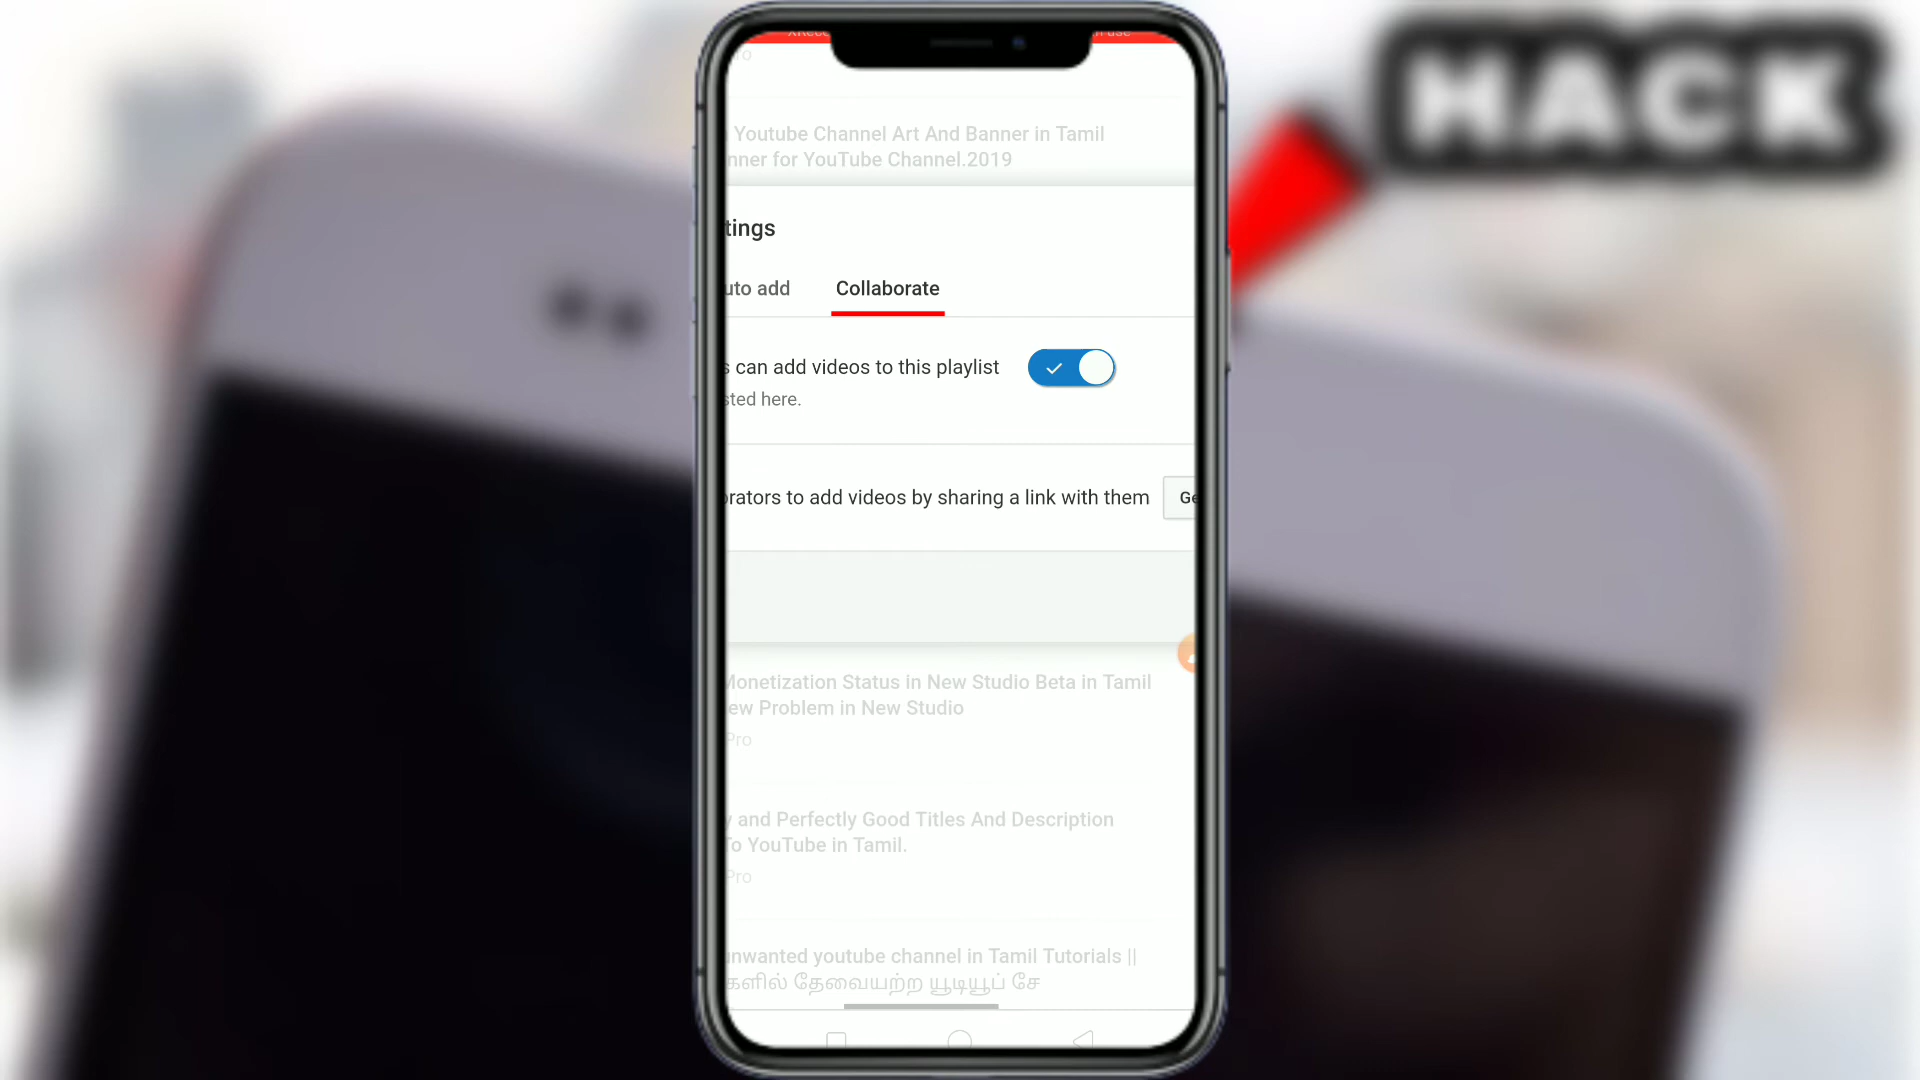 HACK
Youtube Channel Art And Banner in Tamil
nner for YouTube Channel.2019
tings
uto add
Collaborate
s can add videos to this playlist
sted here.
orators to add videos by sharing a link with them
Ge
Monetization Status in New Studio Beta in Tamil
ew Problem in New Studio
Pro
y and Perfectly Good Titles And Description
To YouTube in Tamil.
Pro
unwanted youtube channel in Tamil Tutorials ||
களில் தேவையற்ற யூடியூப் சே